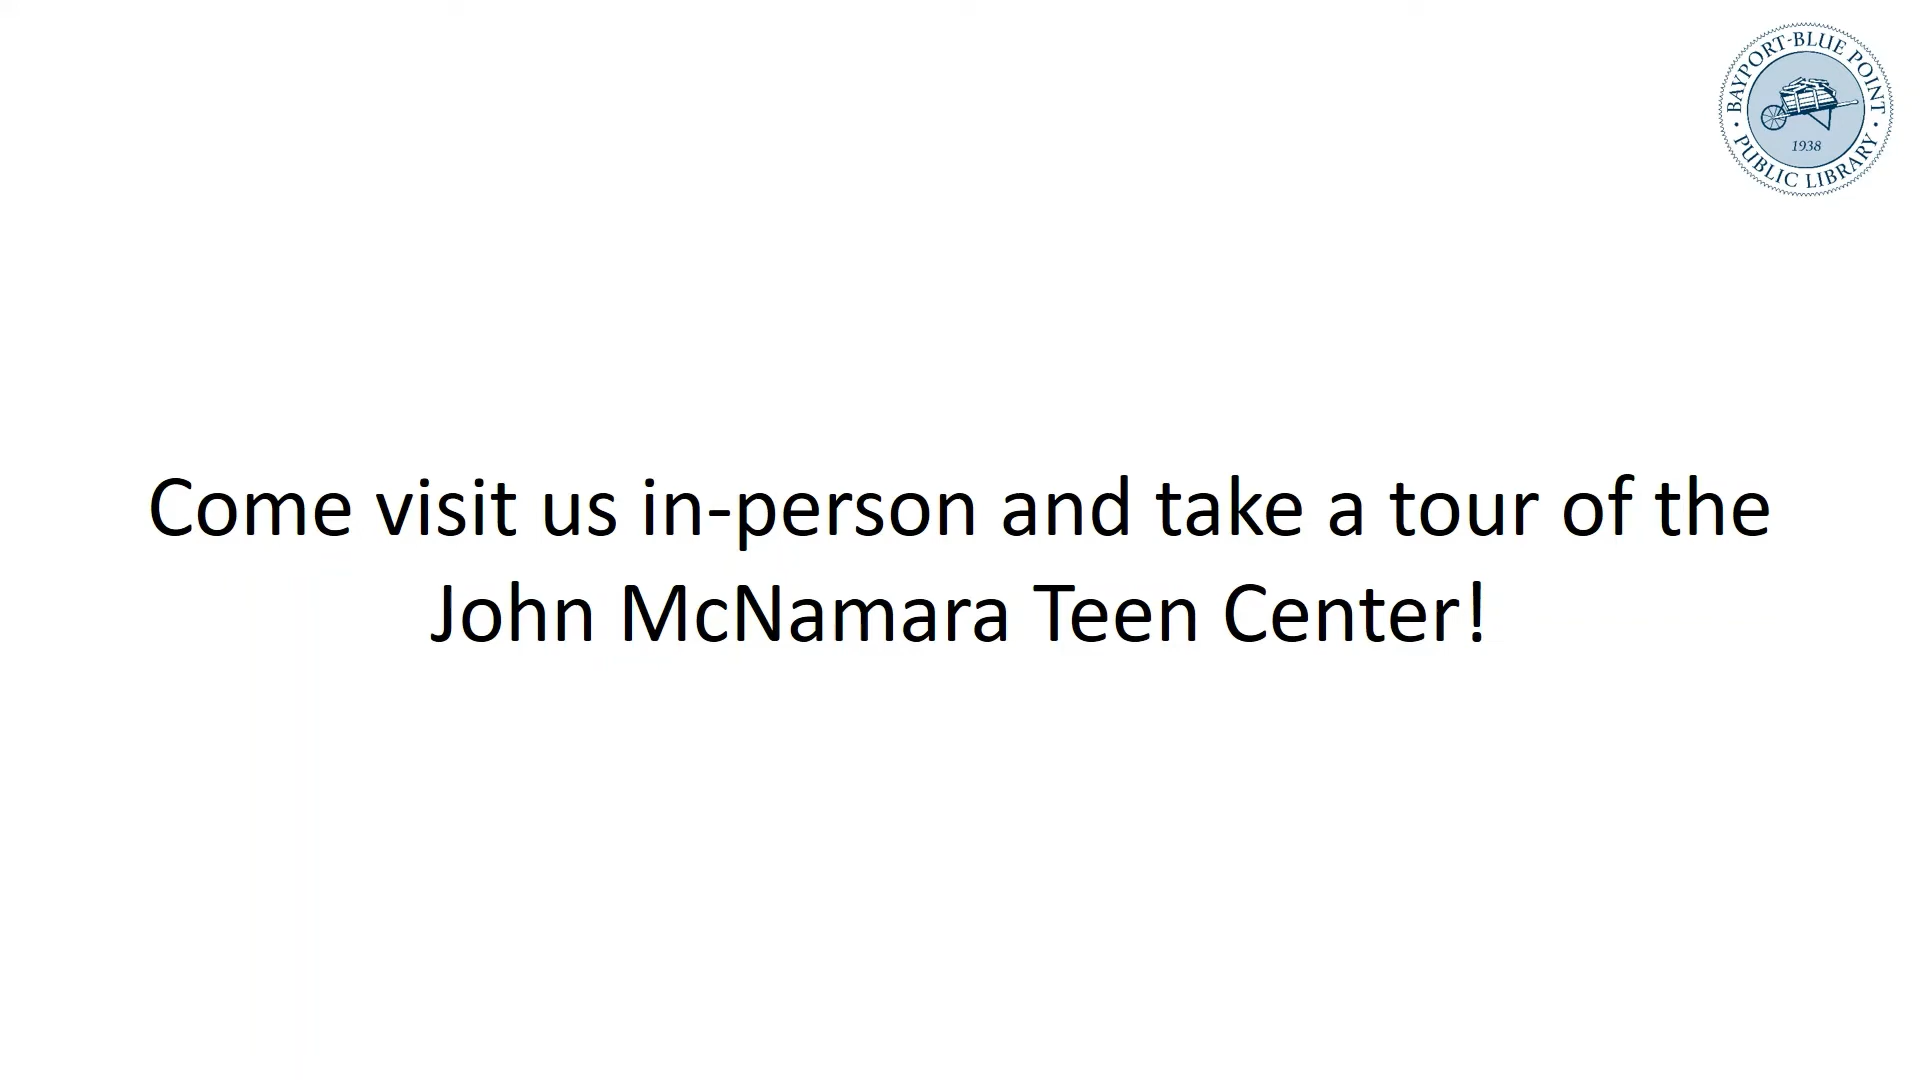 BAYPORT-BLUE POINT
1938
PUBLIC LIBRARY
Come visit us in-person and take a tour of the
John McNamara Teen Center!